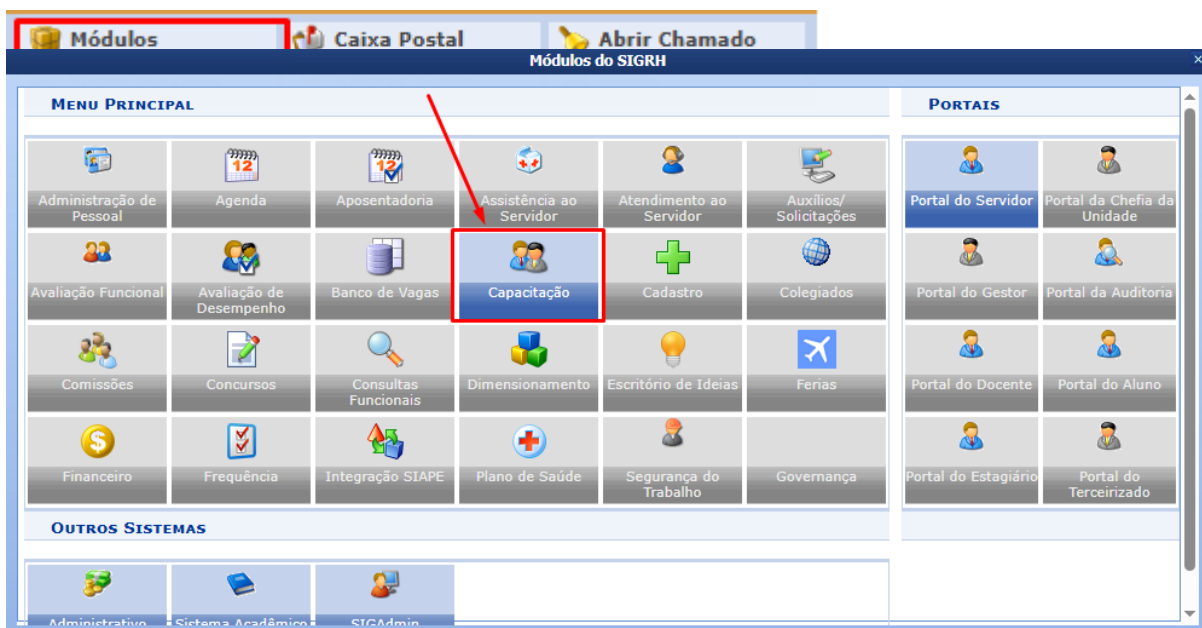 Módulos
Caixa Postal
Abrir Chamado
Módulos do SIGRH
MENU PRINCIPAL
PORTAIS
12
12
Administração de
Pessoal
Agenda
Aposentadoria
Assistência ao
Servidor
Atendimento ao
Servidor
Auxílios/
Solicitações
Portal do Servidor
Portal da Chefia da
Unidade
Avaliação Funcional
Avaliação de
Desempenho
Banco de Vagas
Capacitação
Cadastro
Colegiados
Portal do Gestor
Portal da Auditoria
Comissões
Concursos
Consultas
Funcionais
Dimensionamento
Escritório de Ideias
Ferias
Portal do Docente
Portal do Aluno
Financeiro
Frequência
Integração SIAPE
Plano de Saúde
Segurança do
Trabalho
Governança
Portal do Estagiário
Portal do
Terceirizado
OUTROS SISTEMAS
Administrativo
Sistema Acadêmico
SIGAdmin